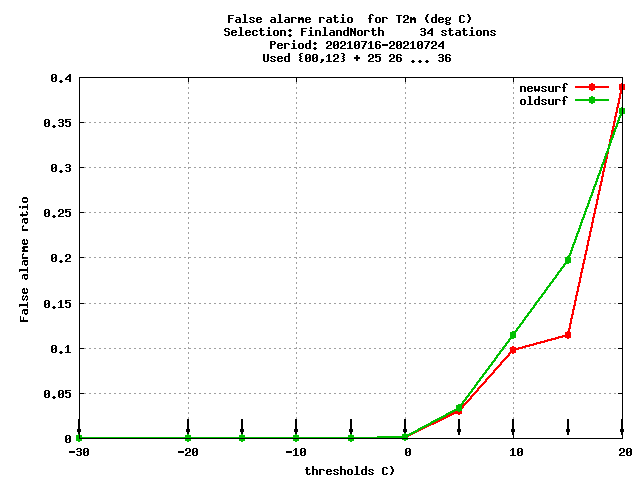 False alarme ratio  for T2m (deg C)
Selection: FinlandNorth     34 stations
Period: 20210716-20210724
Used {00,12} + 25 26 ... 36
newsurf
oldsurf
0.4
0.35
0.3
0.25
0.2
0.15
0.1
0.05
0
False alarme ratio
-30
-20
-10
0
10
20
thresholds C)